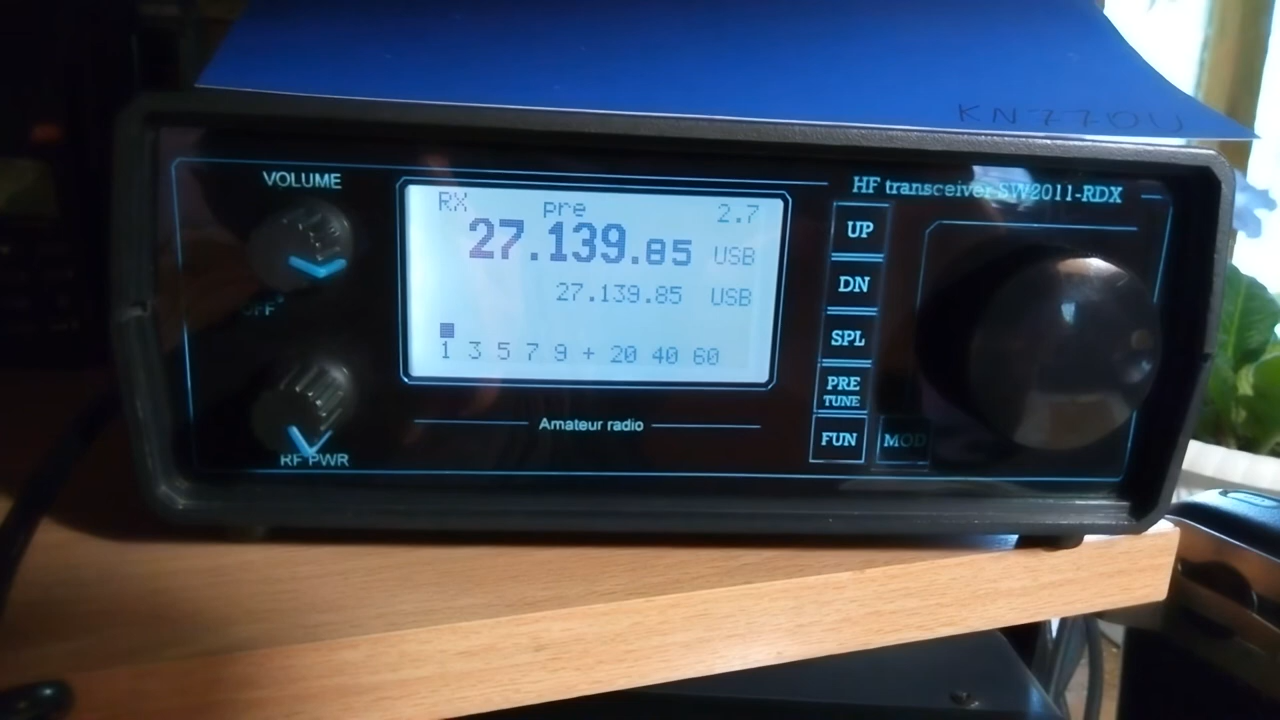 KN77OU
HF transceiver SW2011-RDX
VOLUME
OFF
RF PWR
RX pre 2.7
27.139.85 USB
27.139.85 USB
1 3 5 7 9 + 20 40 60
Amateur radio
UP
DN
SPL
PRE
TUNE
FUN
MOD